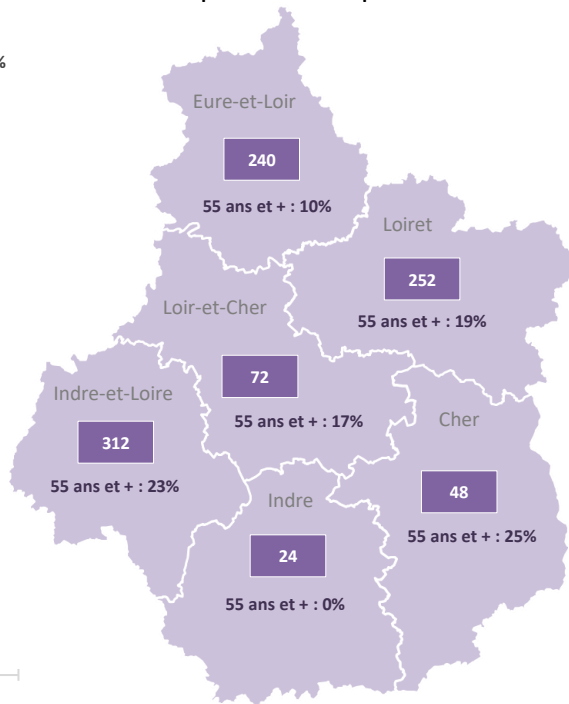 %
Eure-et-Loir
240
55 ans et + : 10%
Loiret
252
55 ans et + : 19%
Loir-et-Cher
72
55 ans et + : 17%
Indre-et-Loire
312
55 ans et + : 23%
Cher
48
55 ans et + : 25%
Indre
24
55 ans et + : 0%